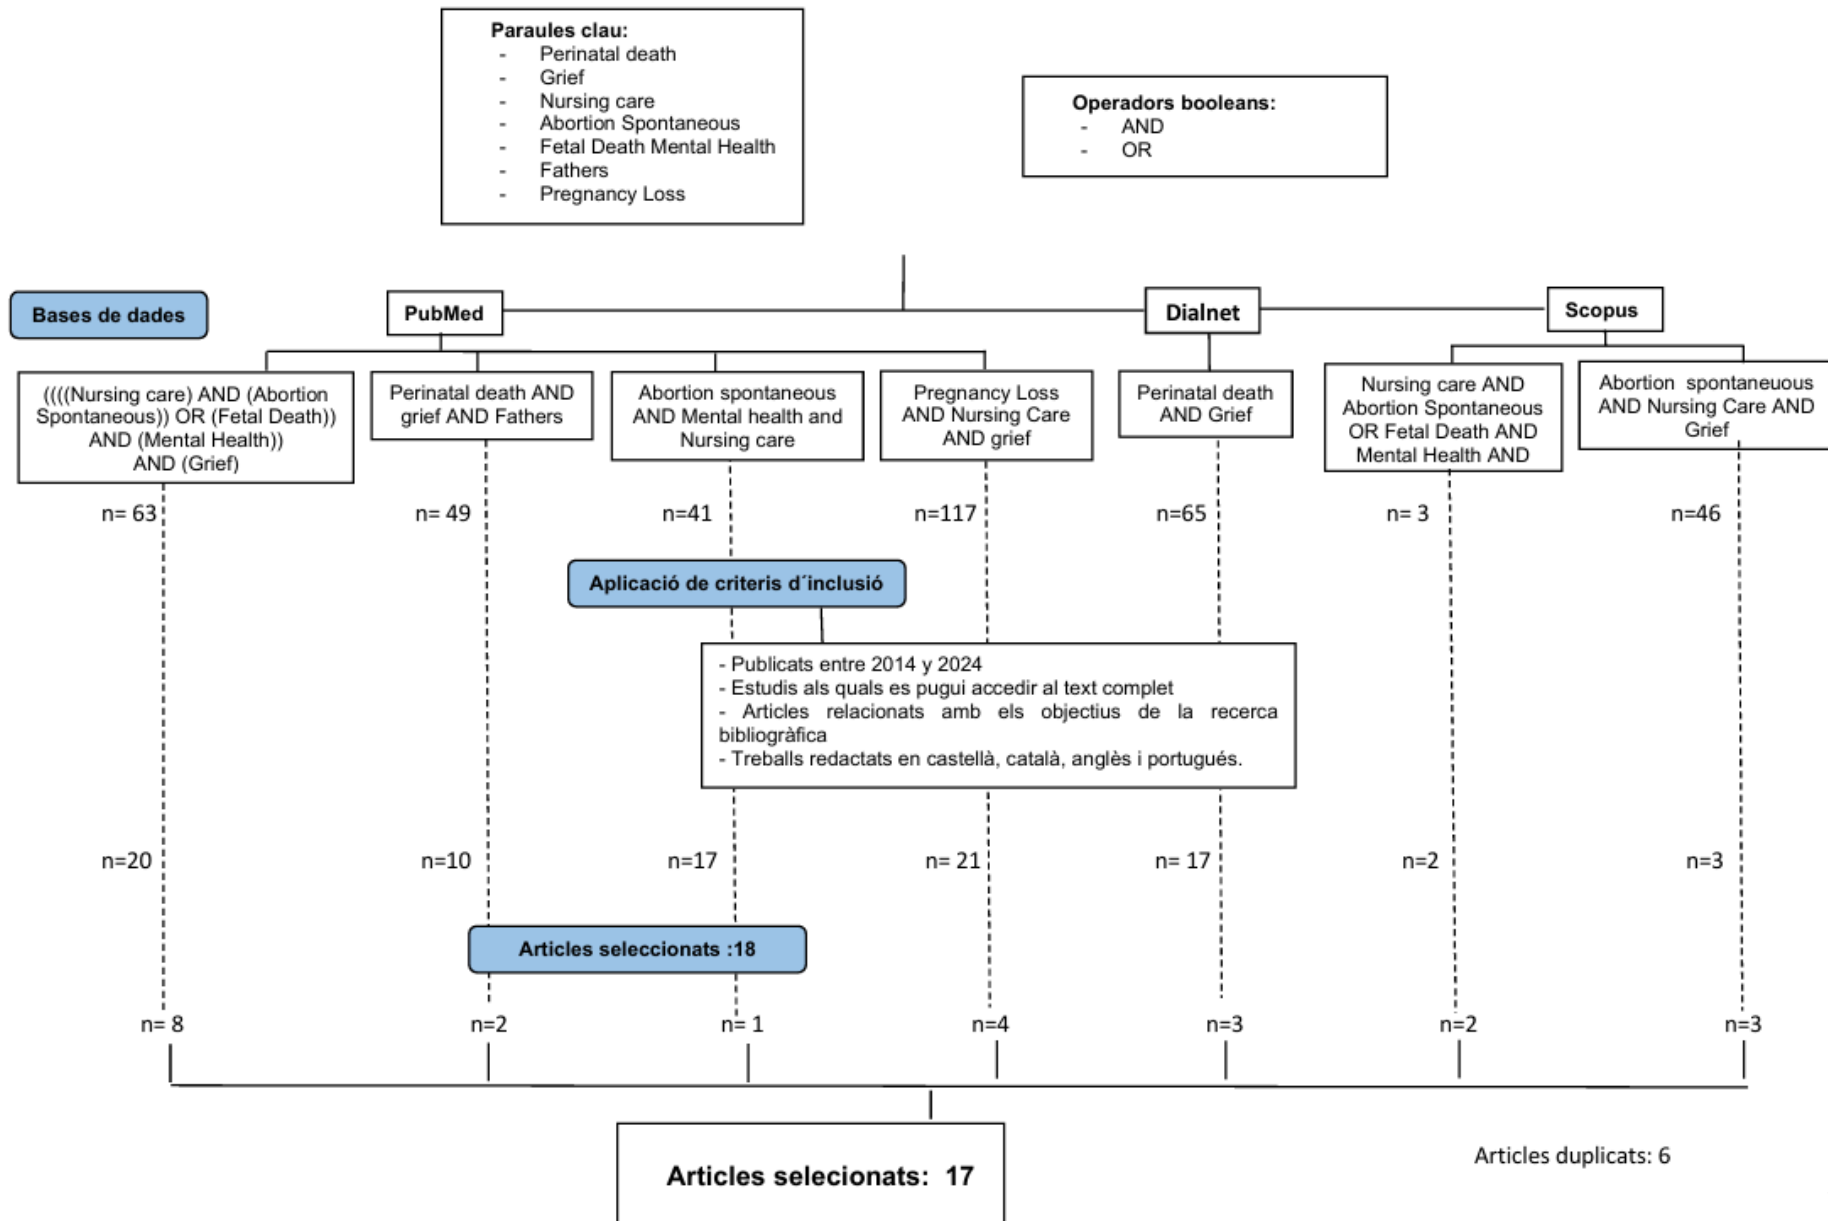 Paraules clau:
- Perinatal death
- Grief
- Nursing care
- Abortion Spontaneous
- Fetal Death Mental Health
- Fathers
- Pregnancy Loss
Operadors booleans:
- AND
- OR
Bases de dades
PubMed
Dialnet
Scopus
((((Nursing care) AND (Abortion
Spontaneous)) OR (Fetal Death))
AND (Mental Health))
AND (Grief)
Perinatal death AND
grief AND Fathers
Abortion spontaneous
AND Mental health and
Nursing care
Pregnancy Loss
AND Nursing Care
AND grief
Perinatal death
AND Grief
Nursing care AND
Abortion Spontaneous
OR Fetal Death AND
Mental Health AND
Abortion spontaneuous
AND Nursing Care AND
Grief
n= 63
n= 49
n=41
n=117
n=65
n= 3
n=46
Aplicació de criteris d´inclusió
- Publicats entre 2014 y 2024
- Estudis als quals es pugui accedir al text complet
- Articles relacionats amb els objectius de la recerca
bibliogràfica
- Treballs redactats en castellà, català, anglès i portugués.
n=20
n=10
n=17
n= 21
n= 17
n=2
n=3
Articles seleccionats :18
n= 8
n=2
n= 1
n=4
n=3
n=2
n=3
Articles selecionats: 17
Articles duplicats: 6